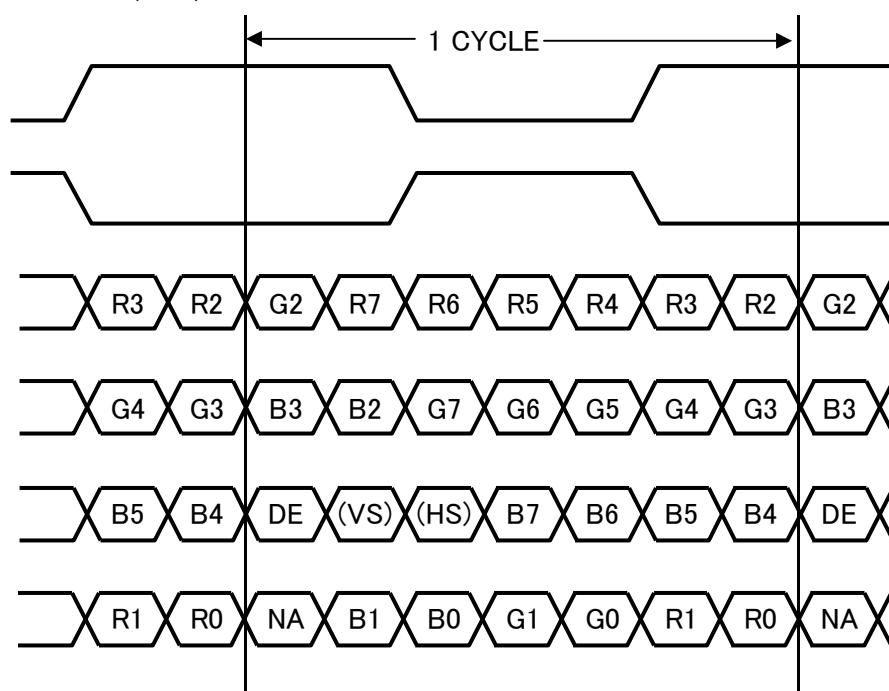 1 CYCLE
R3 R2 G2 R7 R6 R5 R4 R3 R2 G2
G4 G3 B3 B2 G7 G6 G5 G4 G3 B3
B5 B4 DE (VS) (HS) B7 B6 B5 B4 DE
R1 R0 NA B1 B0 G1 G0 R1 R0 NA